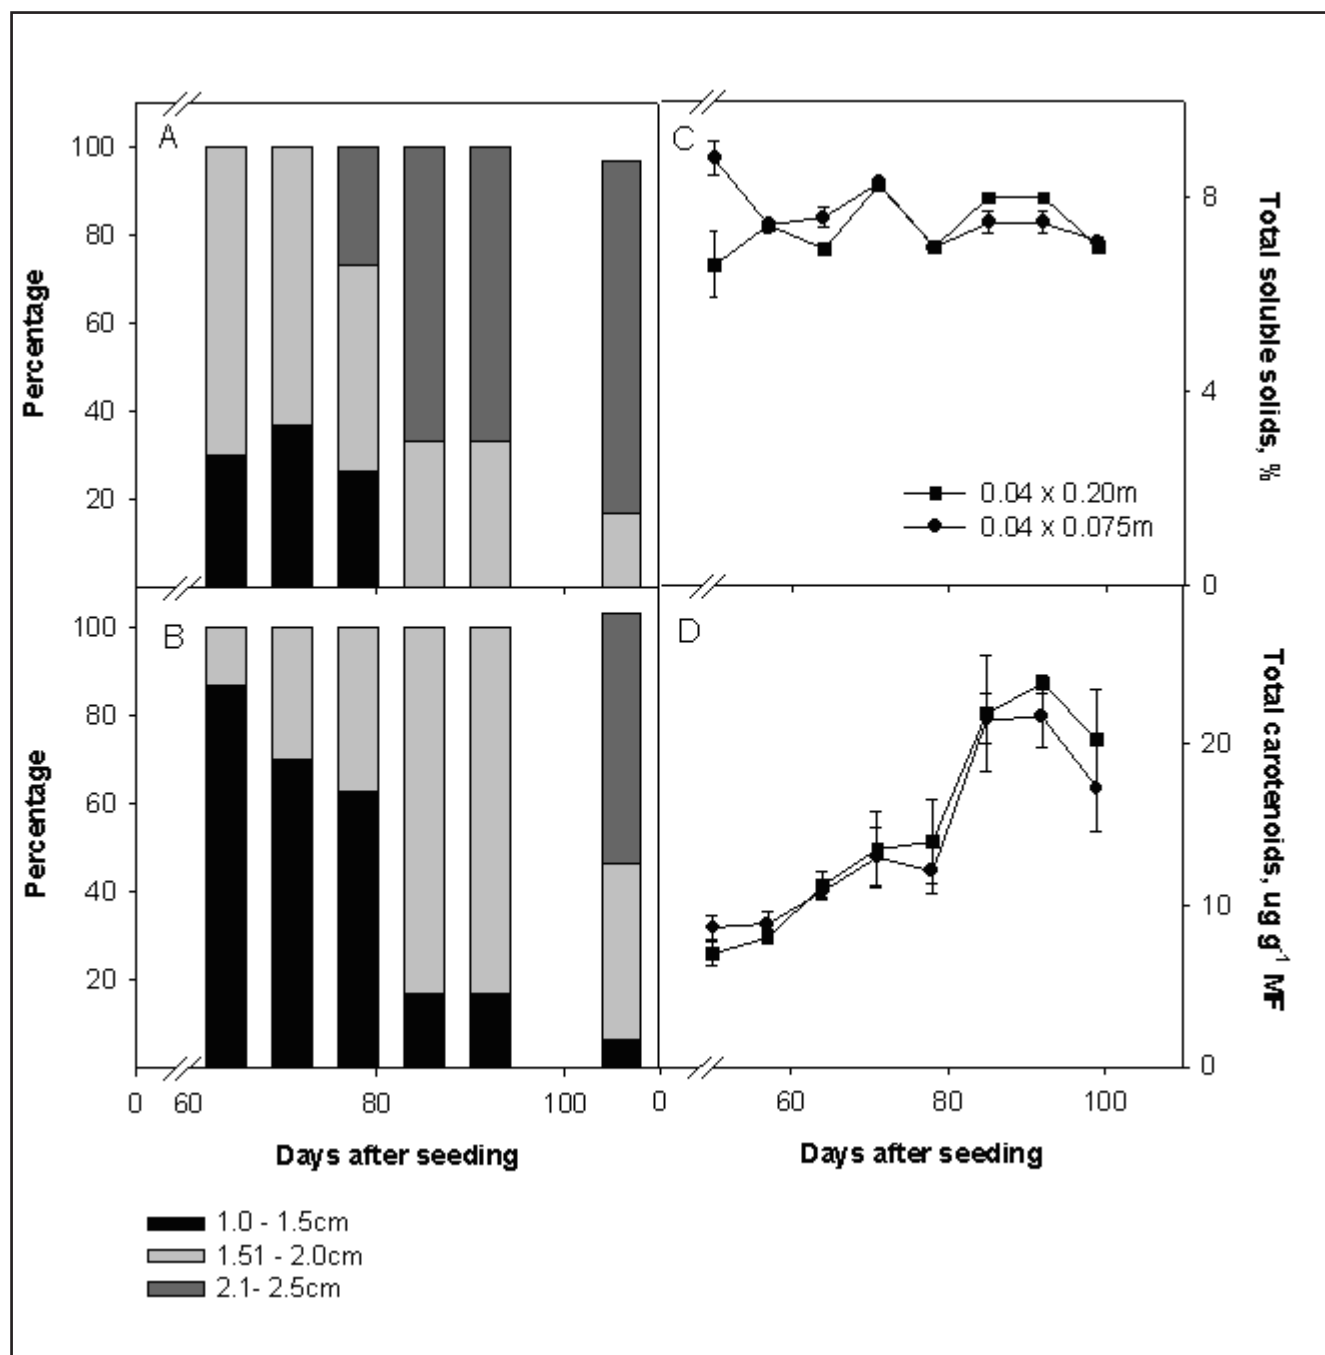 A
100
80
60
40
20
Percentage
B
100
80
60
40
20
Percentage
0 60 80 100
Days after seeding
1.0 - 1.5cm
1.51 - 2.0cm
2.1- 2.5cm
C
8
4
0
Total soluble solids, %
0.04 x 0.20m
0.04 x 0.075m
D
20
10
0
Total carotenoids, ug g⁻¹ MF
0 60 80 100
Days after seeding